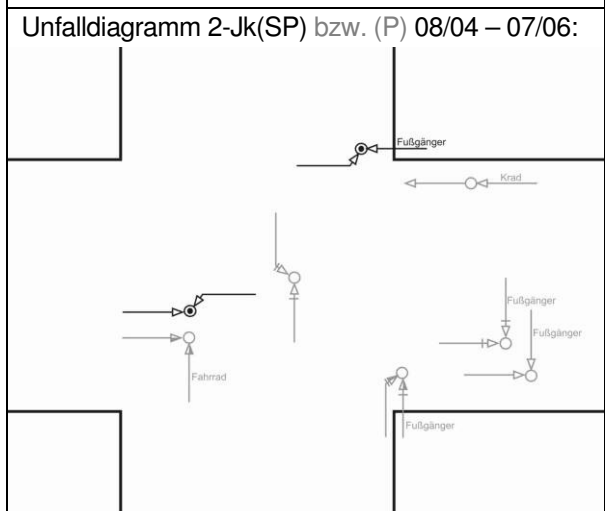 Unfalldiagramm 2-Jk(SP) bzw. (P) 08/04 – 07/06:
Fußgänger
Krad
Fußgänger
Fußgänger
Fahrrad
Fußgänger